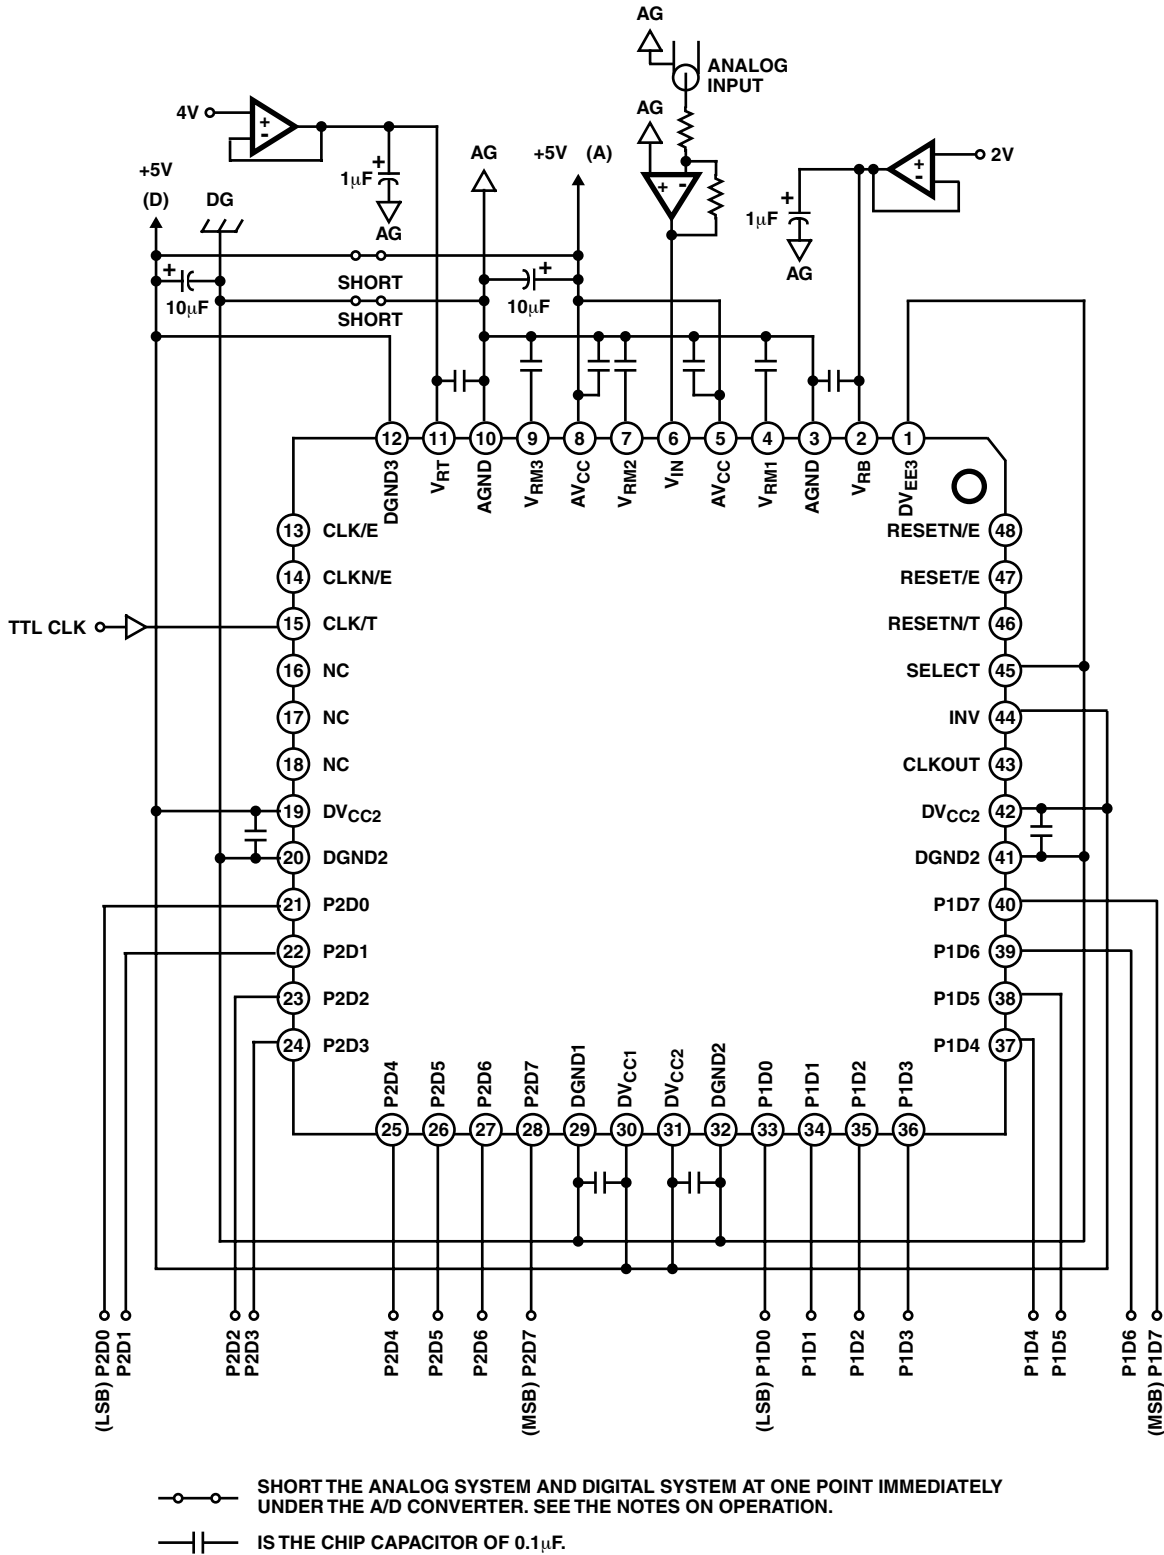 AG
ANALOG
INPUT
4V
+
-
AG
2V
+
-
+5V
(D)
DG
1μF
+
AG
AG
+5V (A)
+ -
1μF
+
AG
+
10μF
SHORT
SHORT
+
10μF
12
11
10
9
8
7
6
5
4
3
2
1
DGND3
VRT
AGND
VRM3
AVCC
VRM2
VIN
AVCC
VRM1
AGND
VRB
DVEE3
13 CLK/E
14 CLKN/E
TTL CLK
15 CLK/T
16 NC
17 NC
18 NC
19 DVCC2
20 DGND2
21 P2D0
22 P2D1
23 P2D2
24 P2D3
RESETN/E 48
RESET/E 47
RESETN/T 46
SELECT 45
INV 44
CLKOUT 43
DVCC2 42
DGND2 41
P1D7 40
P1D6 39
P1D5 38
P1D4 37
P2D4
P2D5
P2D6
P2D7
DGND1
DVCC1
DVCC2
DGND2
P1D0
P1D1
P1D2
P1D3
25
26
27
28
29
30
31
32
33
34
35
36
(LSB) P2D0
P2D1
P2D2
P2D3
P2D4
P2D5
P2D6
(MSB) P2D7
(LSB) P1D0
P1D1
P1D2
P1D3
P1D4
P1D5
P1D6
(MSB) P1D7
SHORT THE ANALOG SYSTEM AND DIGITAL SYSTEM AT ONE POINT IMMEDIATELY
UNDER THE A/D CONVERTER. SEE THE NOTES ON OPERATION.
IS THE CHIP CAPACITOR OF 0.1μF.